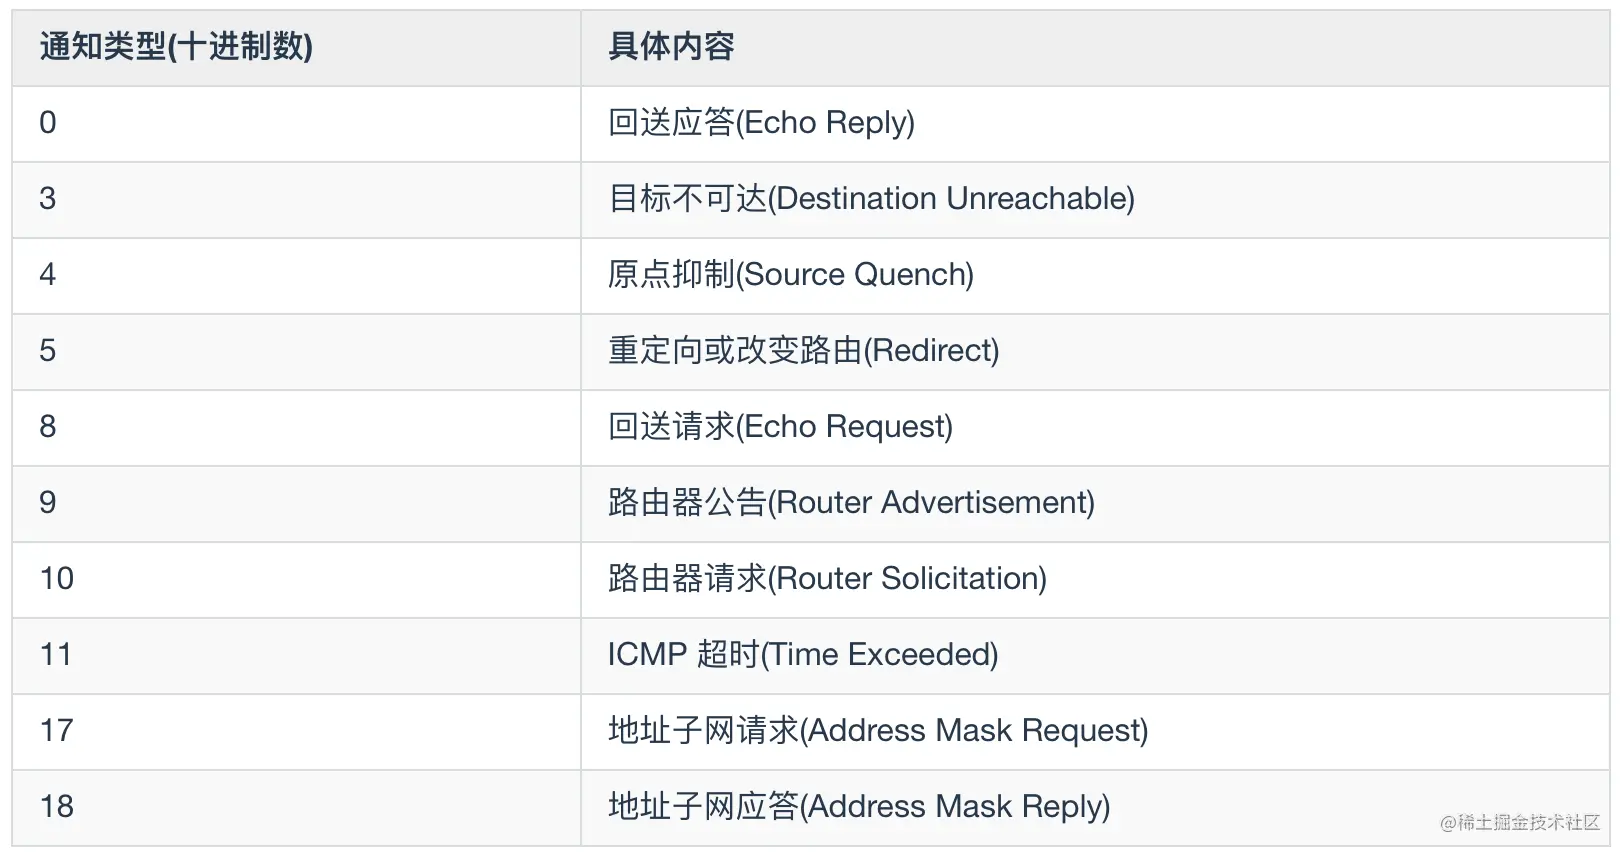 通知类型(十进制数) 具体内容
0 回送应答(Echo Reply)
3 目标不可达(Destination Unreachable)
4 原点抑制(Source Quench)
5 重定向或改变路由(Redirect)
8 回送请求(Echo Request)
9 路由器公告(Router Advertisement)
10 路由器请求(Router Solicitation)
11 ICMP 超时(Time Exceeded)
17 地址子网请求(Address Mask Request)
18 地址子网应答(Address Mask Reply)
@稀土掘金技术社区